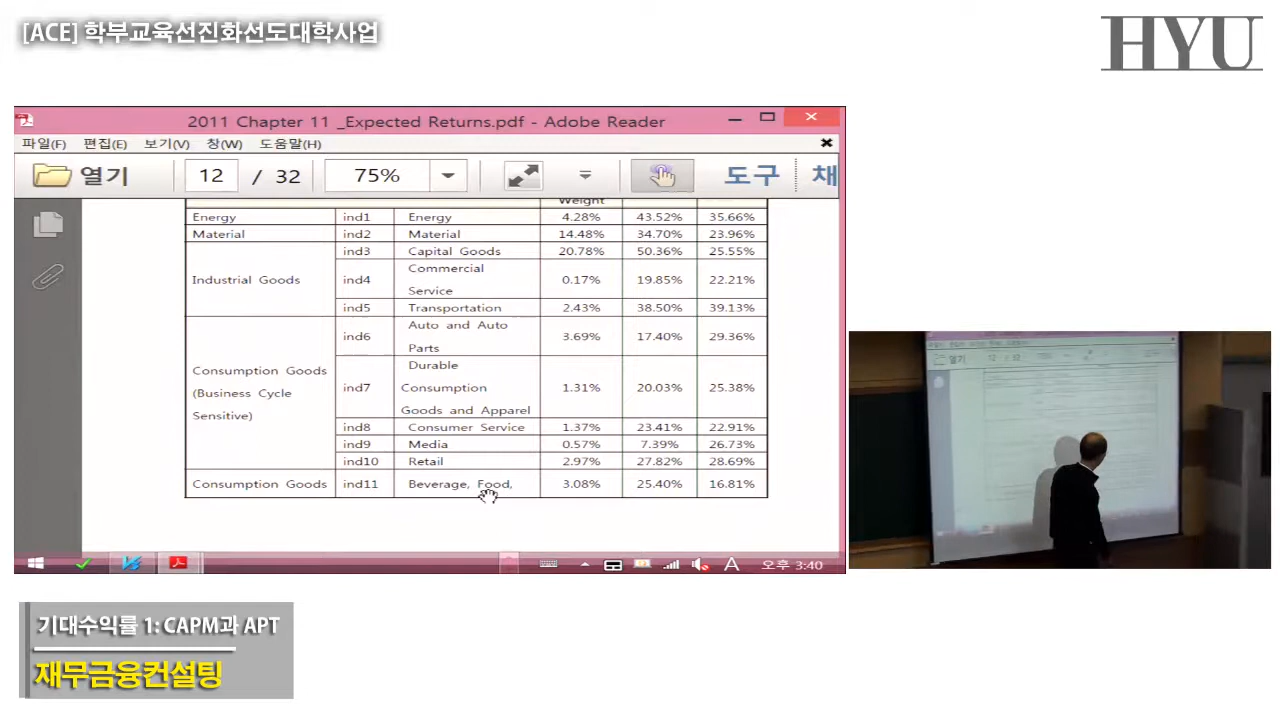 [ACE] 학부교육선진화선도대학사업
HYU
2011 Chapter 11 _Expected Returns.pdf - Adobe Reader
파일(F) 편집(E) 보기(V) 창(W) 도움말(H)
열기 12 / 32 75% 도구 채
Weight
Energy ind1 Energy 4.28% 43.52% 35.66%
Material ind2 Material 14.48% 34.70% 23.96%
Industrial Goods ind3 Capital Goods 20.78% 50.36% 25.55%
ind4 Commercial Service 0.17% 19.85% 22.21%
ind5 Transportation 2.43% 38.50% 39.13%
Consumption Goods (Business Cycle Sensitive) ind6 Auto and Auto Parts 3.69% 17.40% 29.36%
ind7 Durable Consumption Goods and Apparel 1.31% 20.03% 25.38%
ind8 Consumer Service 1.37% 23.41% 22.91%
ind9 Media 0.57% 7.39% 26.73%
ind10 Retail 2.97% 27.82% 28.69%
Consumption Goods ind11 Beverage, Food, 3.08% 25.40% 16.81%
A 오후 3:40
열기 12 / 32
기대수익률 1: CAPM과 APT
재무금융컨설팅